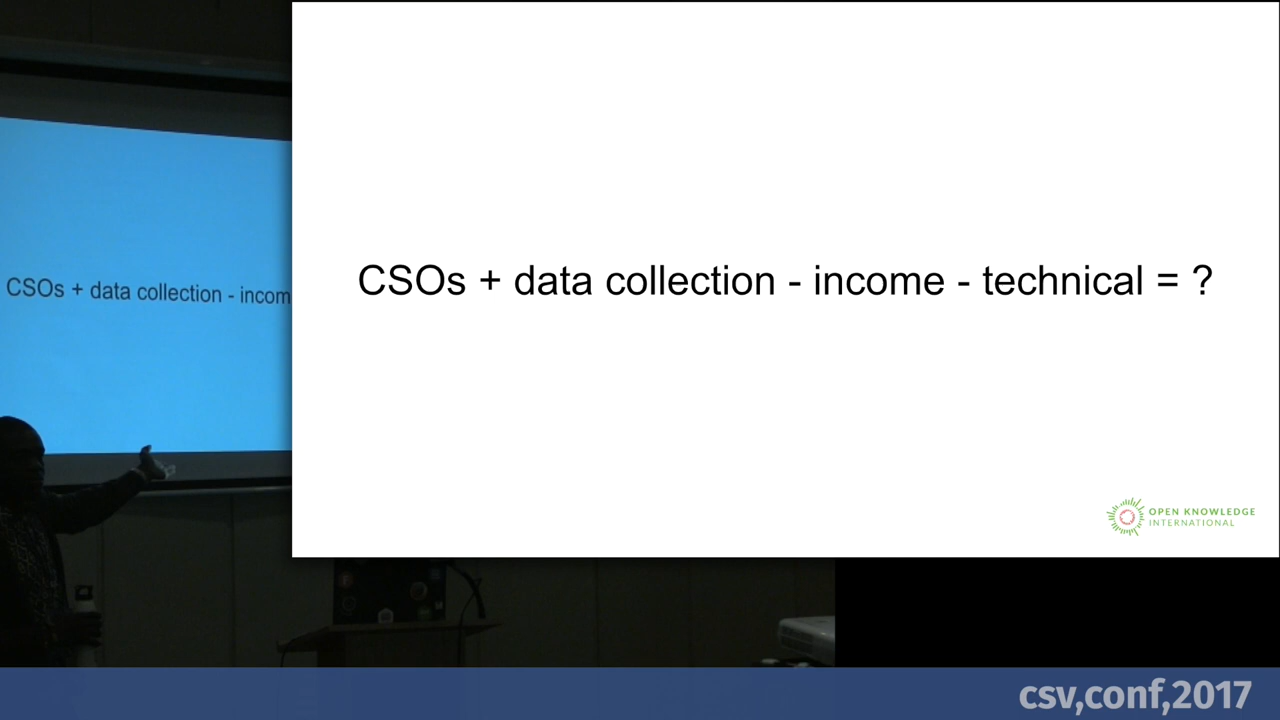 CSOs + data collection - incom
CSOs + data collection - income - technical = ?
OPEN KNOWLEDGE
INTERNATIONAL
csv,conf,2017